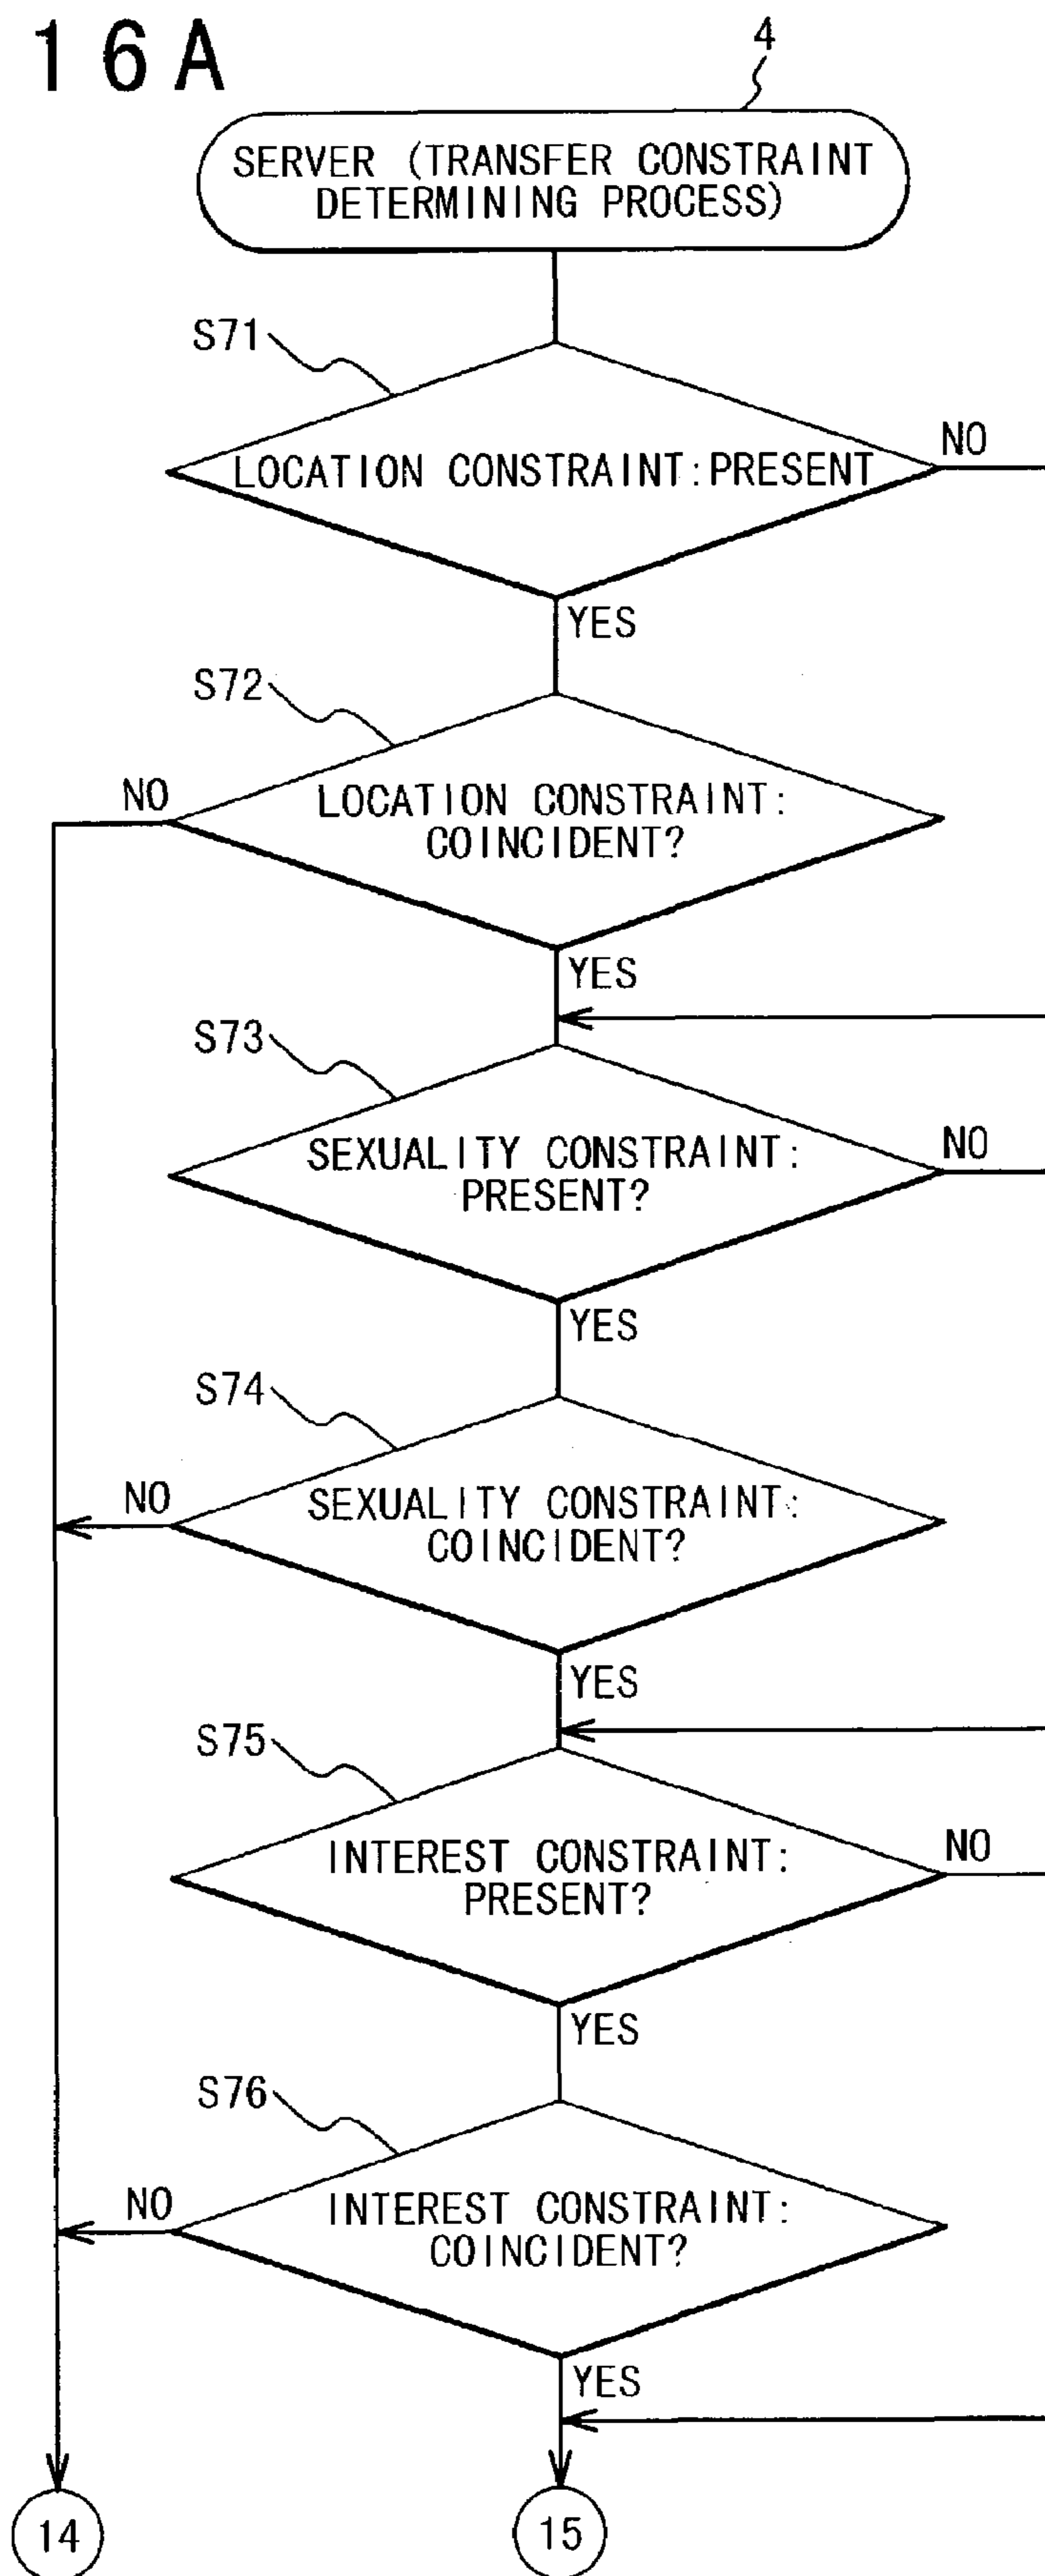 16A
4
SERVER (TRANSFER CONSTRAINT
DETERMINING PROCESS)
S71
LOCATION CONSTRAINT:PRESENT
NO
YES
S72
NO
LOCATION CONSTRAINT:
COINCIDENT?
YES
S73
SEXUALITY CONSTRAINT:
PRESENT?
NO
YES
S74
NO
SEXUALITY CONSTRAINT:
COINCIDENT?
YES
S75
INTEREST CONSTRAINT:
PRESENT?
NO
YES
S76
NO
INTEREST CONSTRAINT:
COINCIDENT?
YES
14
15